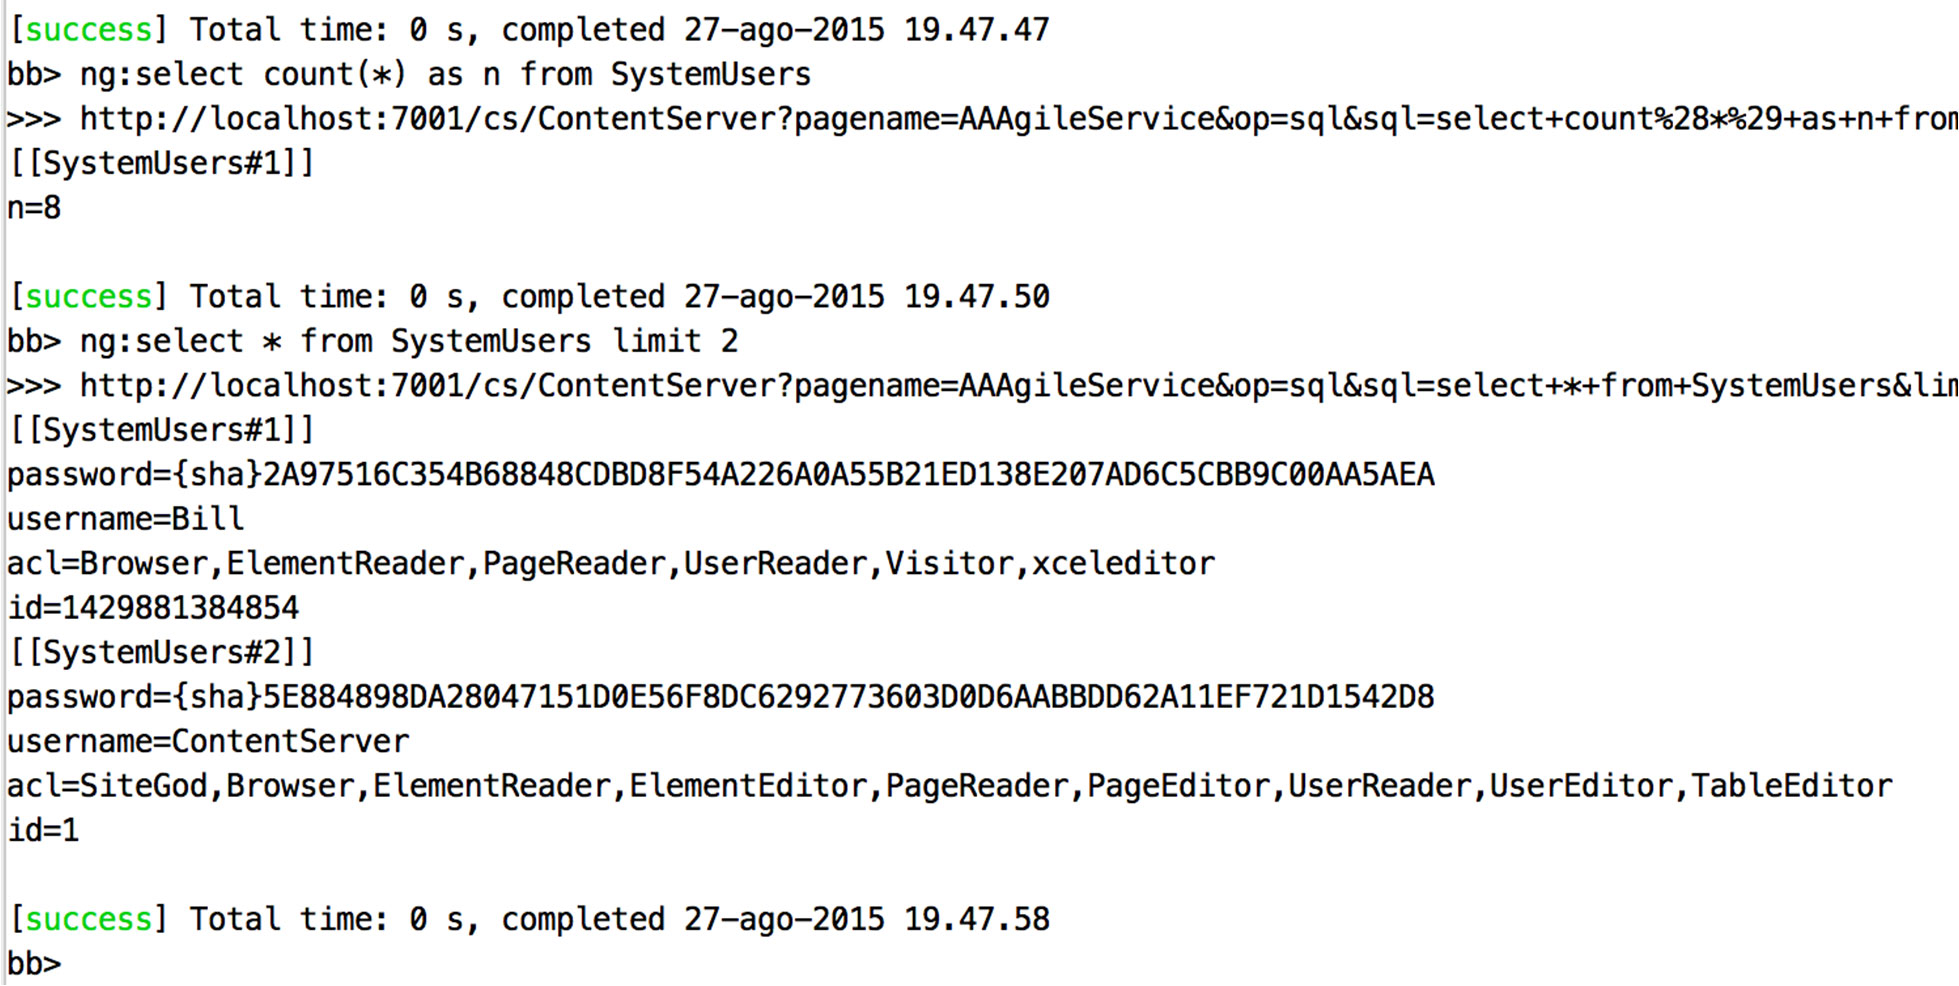 [success] Total time: 0 s, completed 27-ago-2015 19.47.47
bb> ng:select count(*) as n from SystemUsers
>>> http://localhost:7001/cs/ContentServer?pagename=AAAgileService&op=sql&sql=select+count%28*%29+as+n+from
[[SystemUsers#1]]
n=8
[success] Total time: 0 s, completed 27-ago-2015 19.47.50
bb> ng:select * from SystemUsers limit 2
>>> http://localhost:7001/cs/ContentServer?pagename=AAAgileService&op=sql&sql=select+*+from+SystemUsers&lim
[[SystemUsers#1]]
password={sha}2A97516C354B68848CDBD8F54A226A0A55B21ED138E207AD6C5CBB9C00AA5AEA
username=Bill
acl=Browser,ElementReader,PageReader,UserReader,Visitor,xceleditor
id=1429881384854
[[SystemUsers#2]]
password={sha}5E884898DA28047151D0E56F8DC6292773603D0D6AABBDD62A11EF721D1542D8
username=ContentServer
acl=SiteGod,Browser,ElementReader,ElementEditor,PageReader,PageEditor,UserReader,UserEditor,TableEditor
id=1
[success] Total time: 0 s, completed 27-ago-2015 19.47.58
bb>